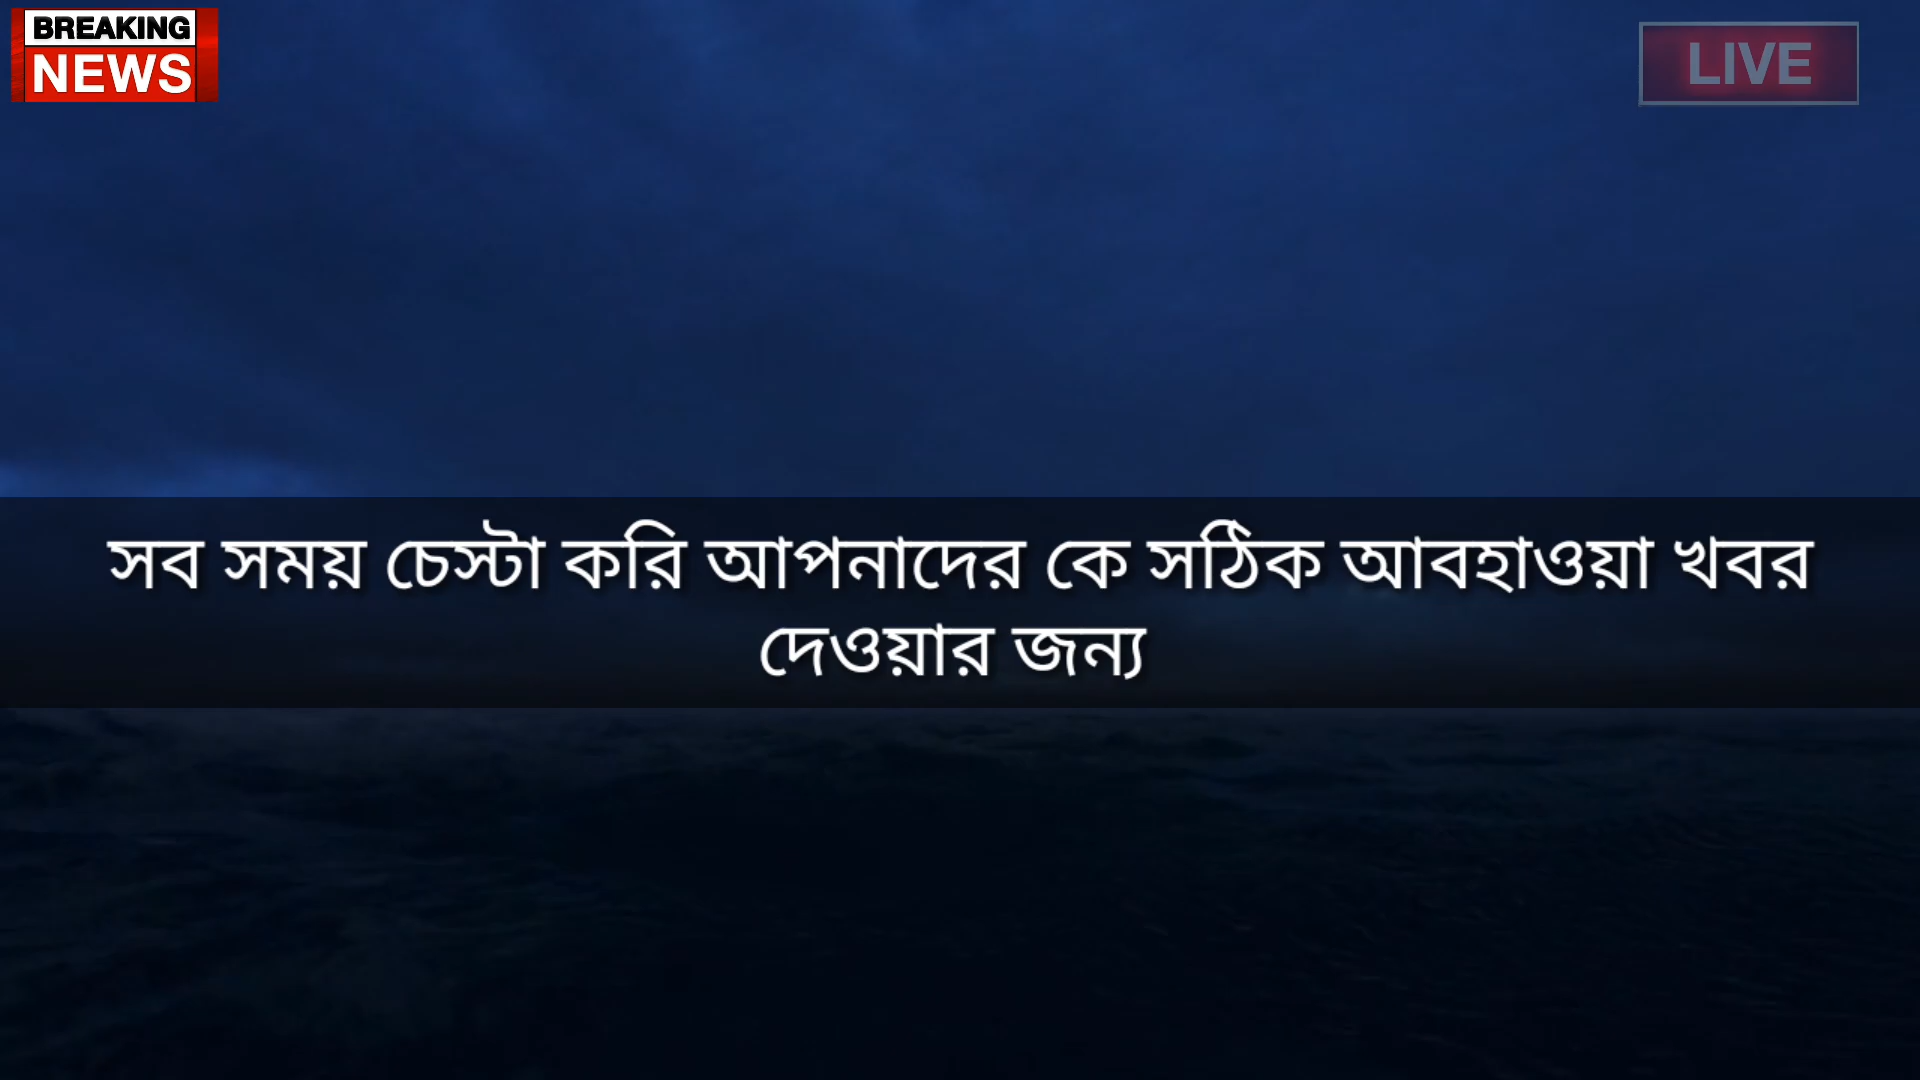 BREAKING
NEWS
LIVE
সব সময় চেস্টা করি আপনাদের কে সঠিক আবহাওয়া খবর
দেওয়ার জন্য